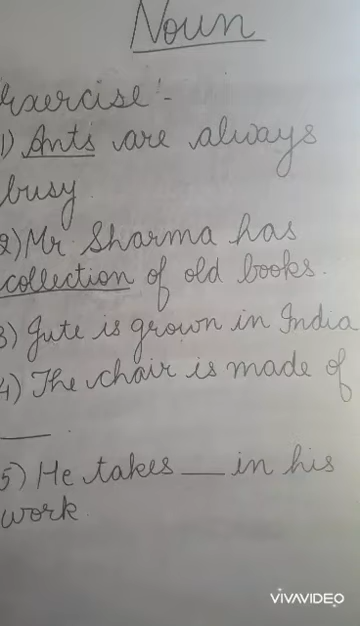 Noun
Exercise :-
1) Ants are always
busy
2) Mr Sharma has
collection of old books.
3) Jute is grown in India
4) The chair is made of
___ .
5) He takes ___ in his
work.
VIVAVIDEO